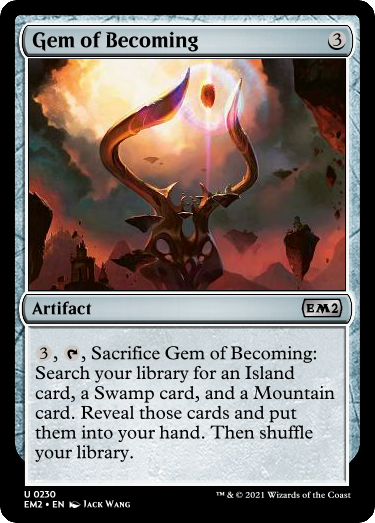 Gem of Becoming 3
Artifact EM2
3, , Sacrifice Gem of Becoming:
Search your library for an Island
card, a Swamp card, and a Mountain
card. Reveal those cards and put
them into your hand. Then shuffle
your library.
U 0230 ™ & © 2021 Wizards of the Coast
EM2 • EN Jack Wang